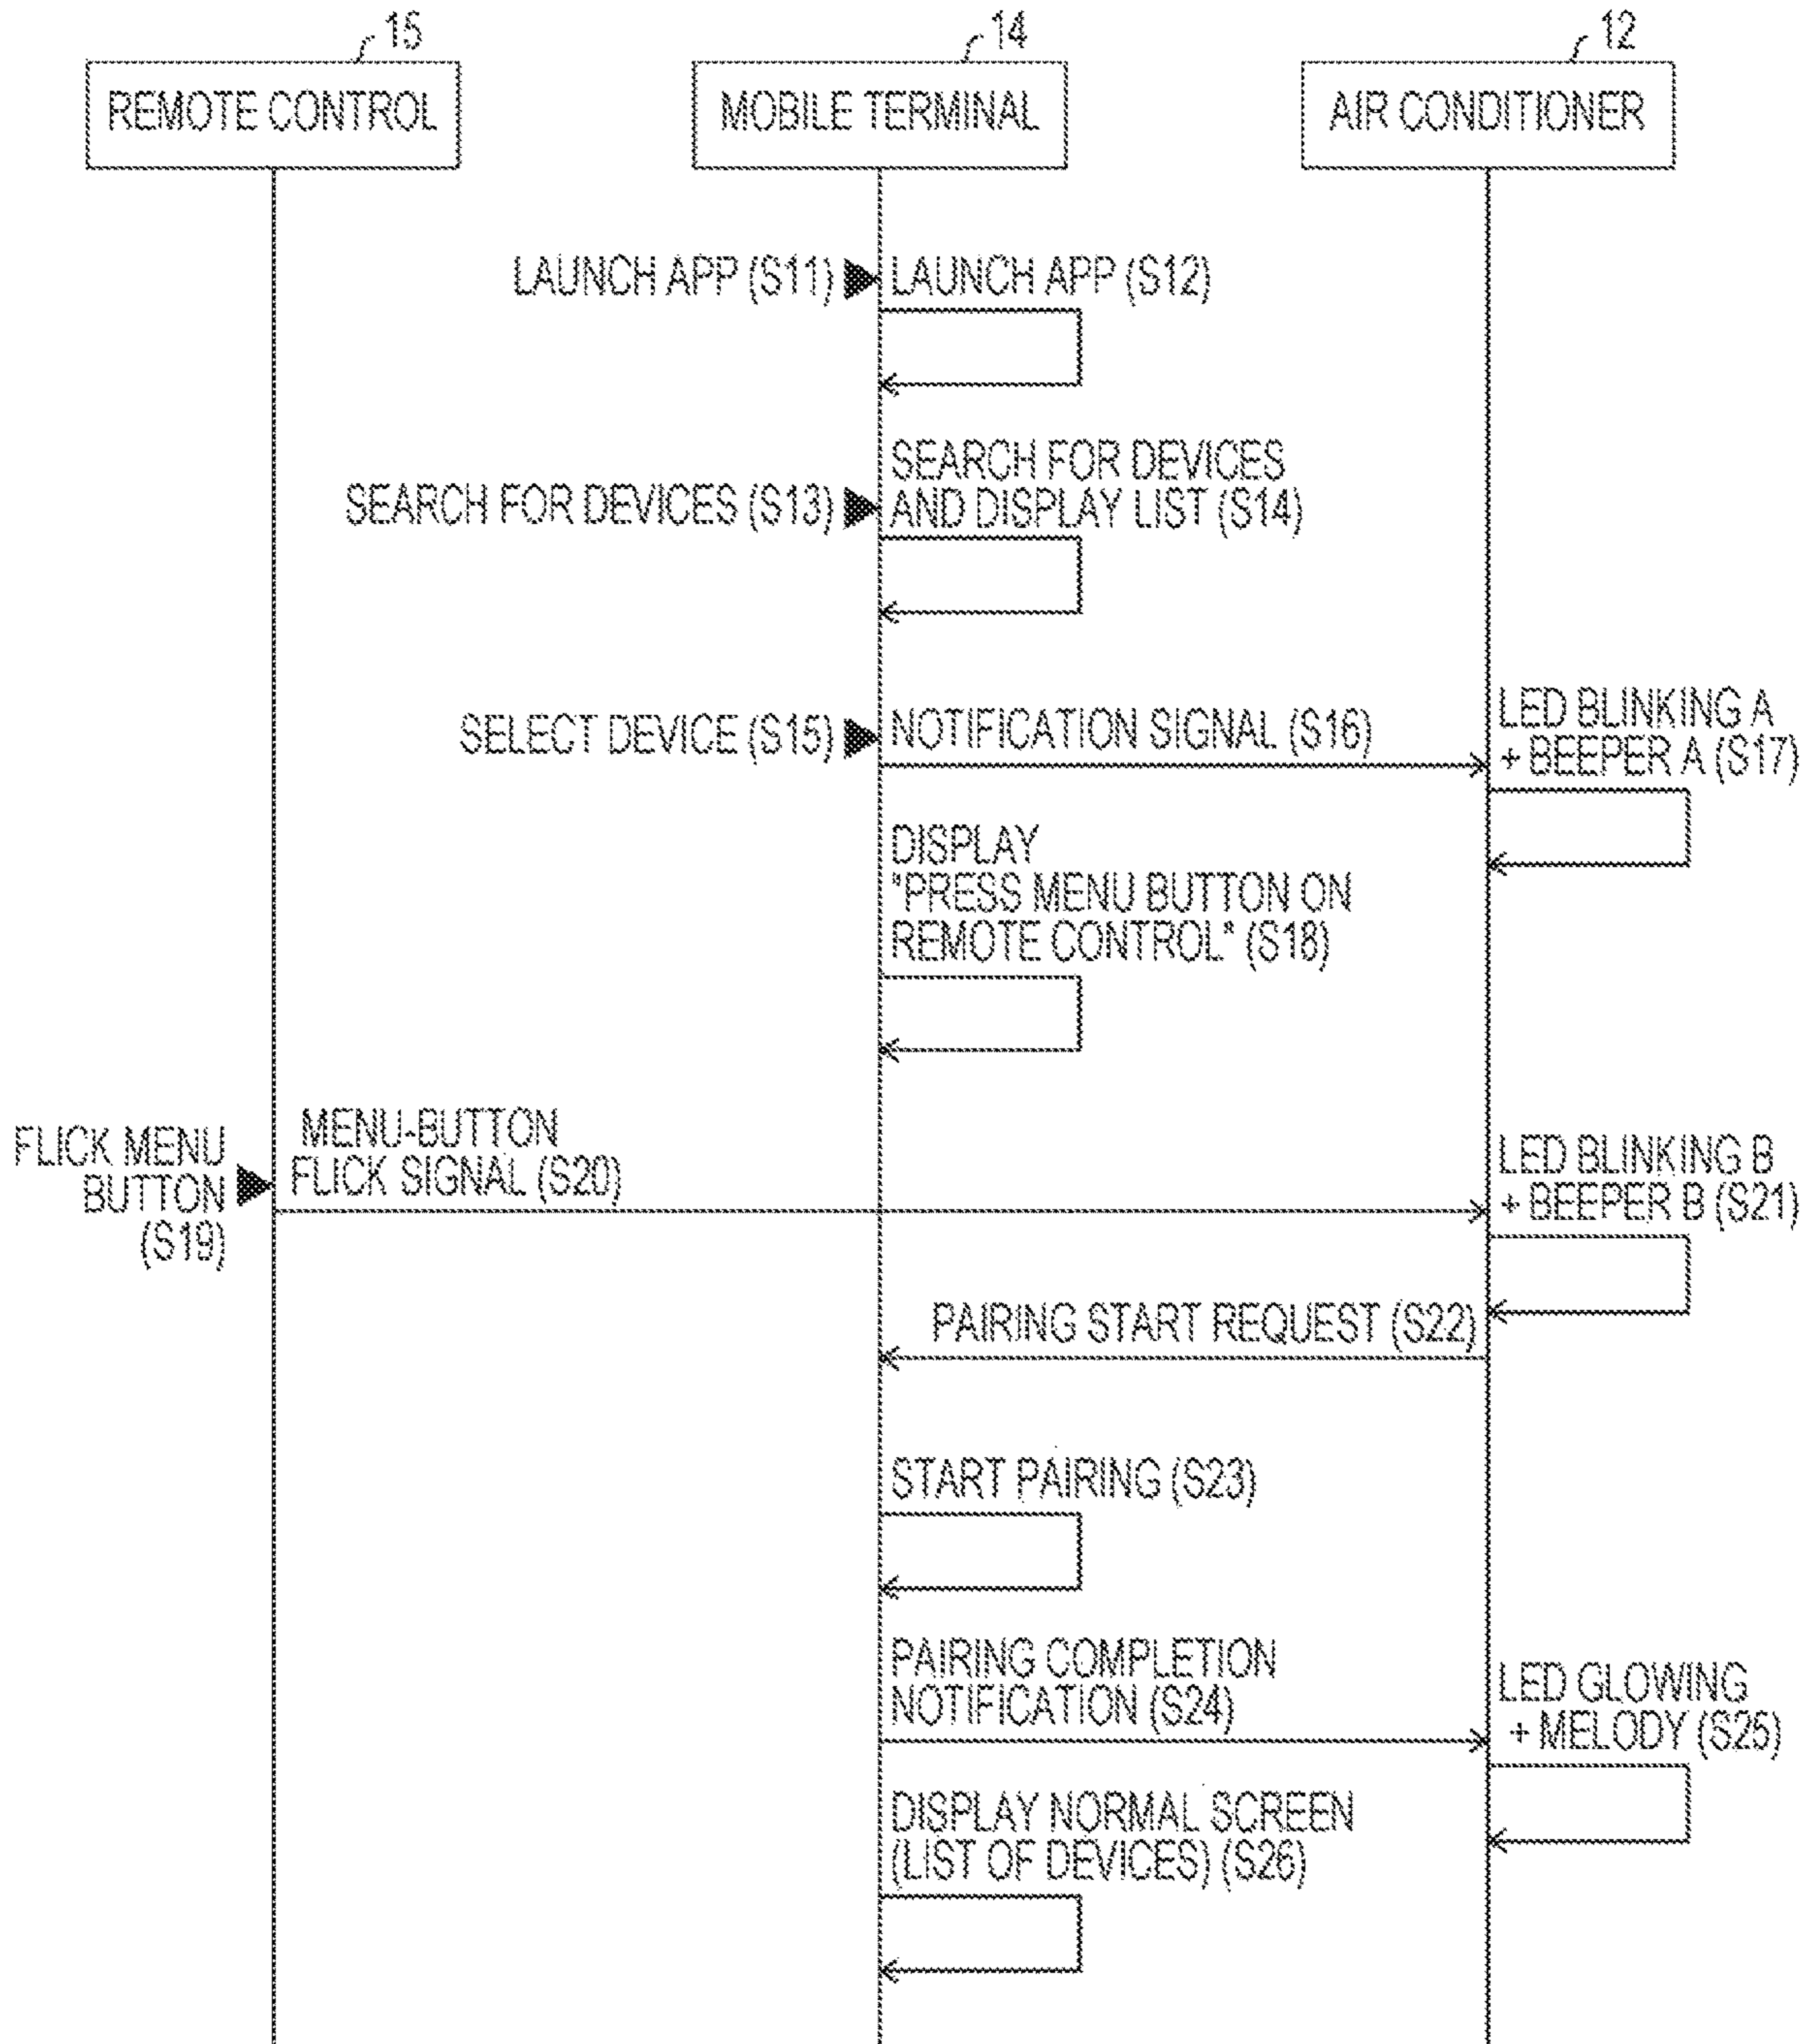 15
14
12
REMOTE CONTROL
MOBILE TERMINAL
AIR CONDITIONER
LAUNCH APP (S11)
LAUNCH APP (S12)
SEARCH FOR DEVICES (S13)
SEARCH FOR DEVICES
AND DISPLAY LIST (S14)
SELECT DEVICE (S15)
NOTIFICATION SIGNAL (S16)
LED BLINKING A
+ BEEPER A (S17)
DISPLAY
"PRESS MENU BUTTON ON
REMOTE CONTROL" (S18)
FLICK MENU
BUTTON
(S19)
MENU-BUTTON
FLICK SIGNAL (S20)
LED BLINKING B
+ BEEPER B (S21)
PAIRING START REQUEST (S22)
START PAIRING (S23)
PAIRING COMPLETION
NOTIFICATION (S24)
LED GLOWING
+ MELODY (S25)
DISPLAY NORMAL SCREEN
(LIST OF DEVICES) (S26)